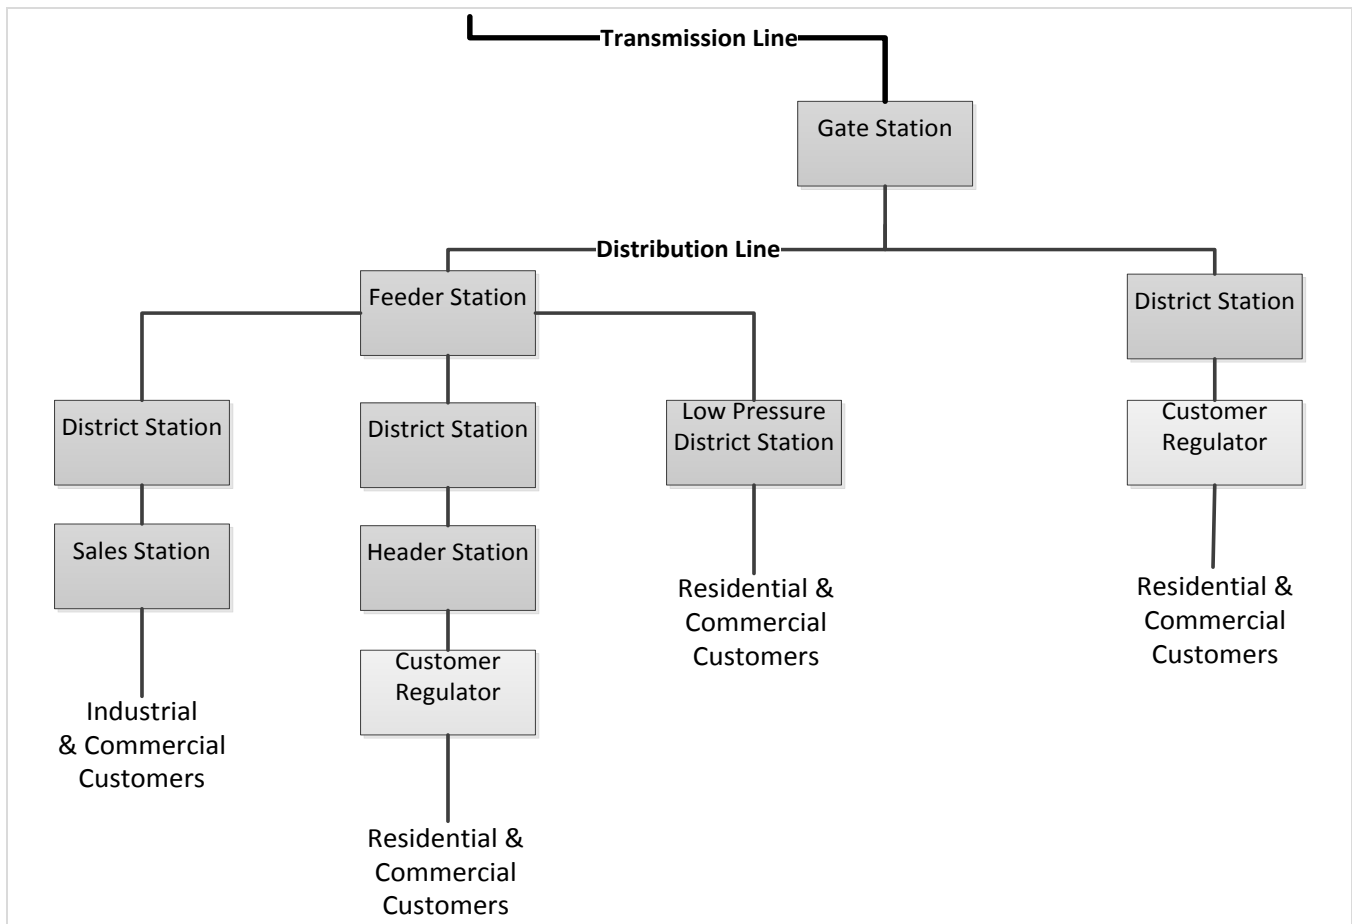 Transmission Line
Gate Station
Distribution Line
Feeder Station
District Station
District Station
District Station
Low Pressure
District Station
Customer
Regulator
Sales Station
Header Station
Residential &
Commercial
Customers
Residential &
Commercial
Customers
Customer
Regulator
Industrial
& Commercial
Customers
Residential &
Commercial
Customers